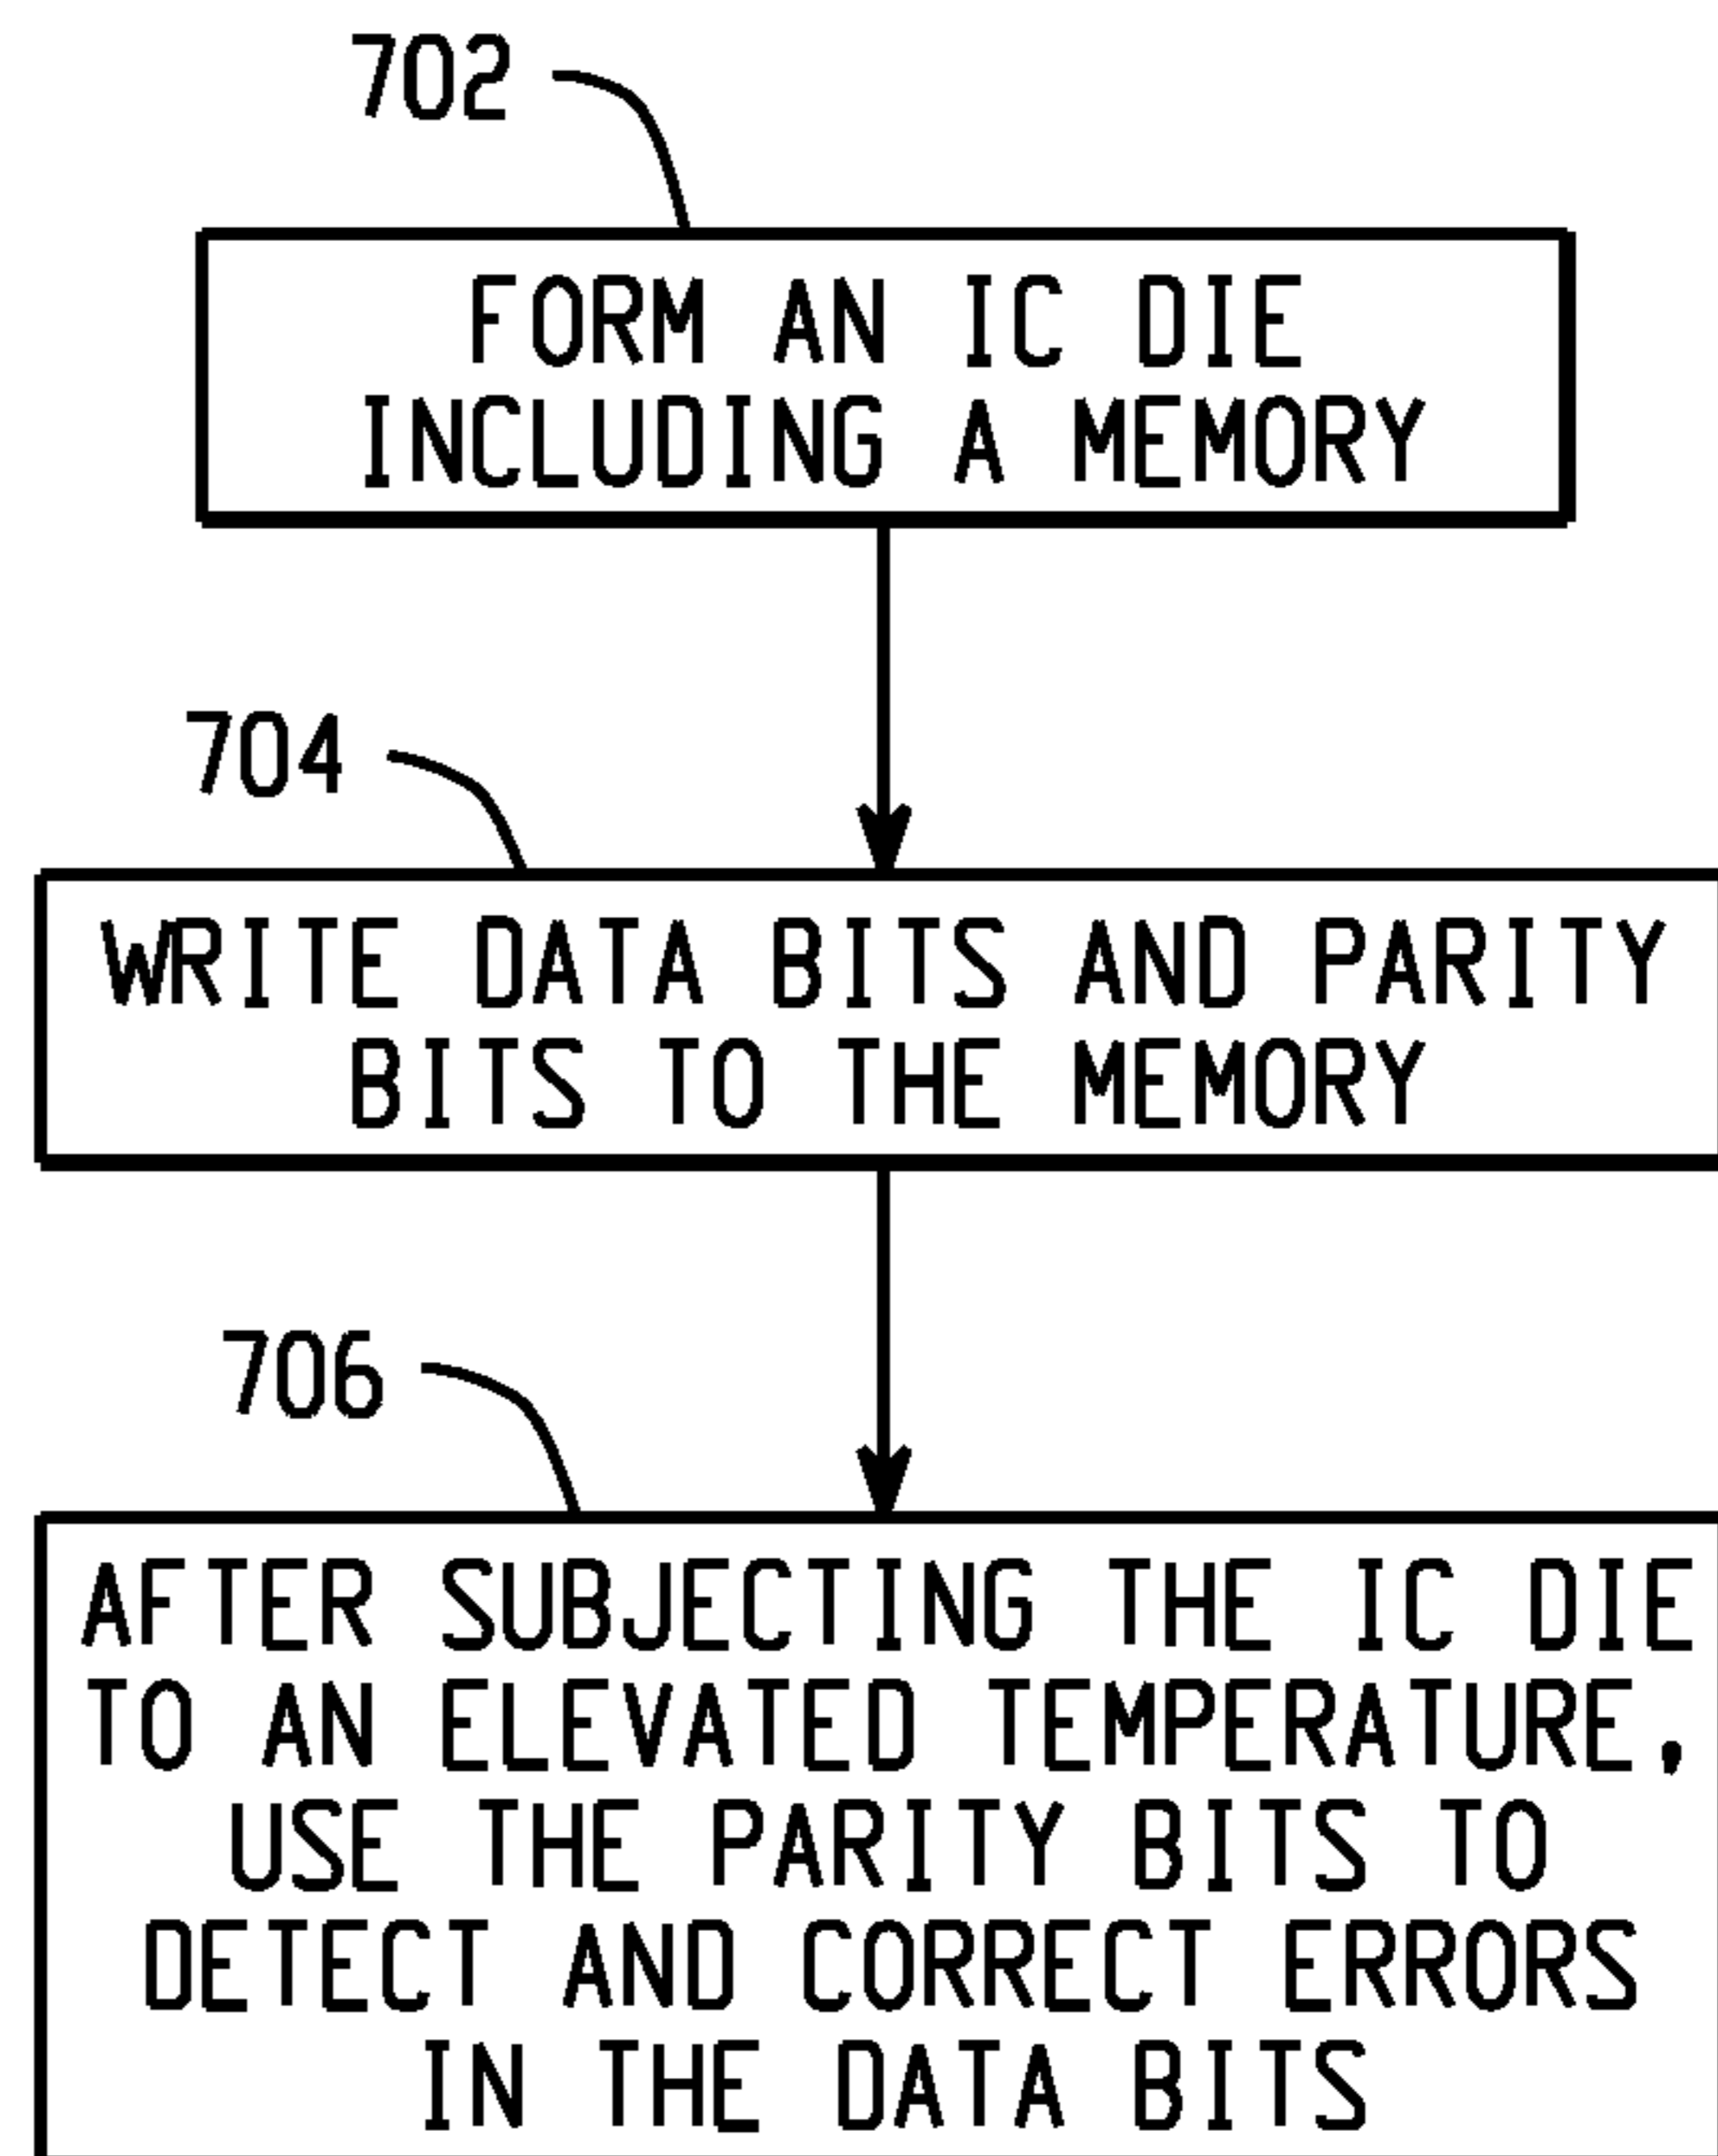 702
FORM AN IC DIE
INCLUDING A MEMORY
704
WRITE DATA BITS AND PARITY
BITS TO THE MEMORY
706
AFTER SUBJECTING THE IC DIE
TO AN ELEVATED TEMPERATURE,
USE THE PARITY BITS TO
DETECT AND CORRECT ERRORS
IN THE DATA BITS